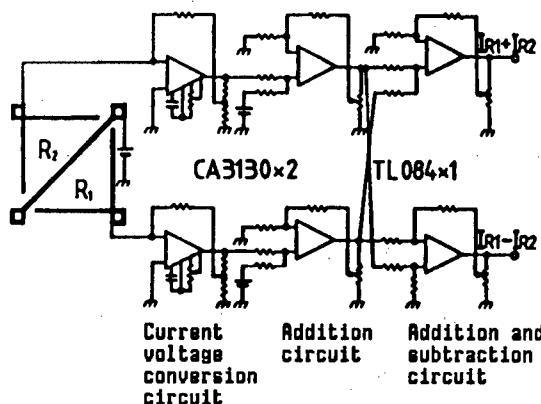 IR1+IR2
R2
R1
CA3130×2
TL084×1
IR1-IR2
Current voltage conversion circuit
Addition circuit
Addition and subtraction circuit